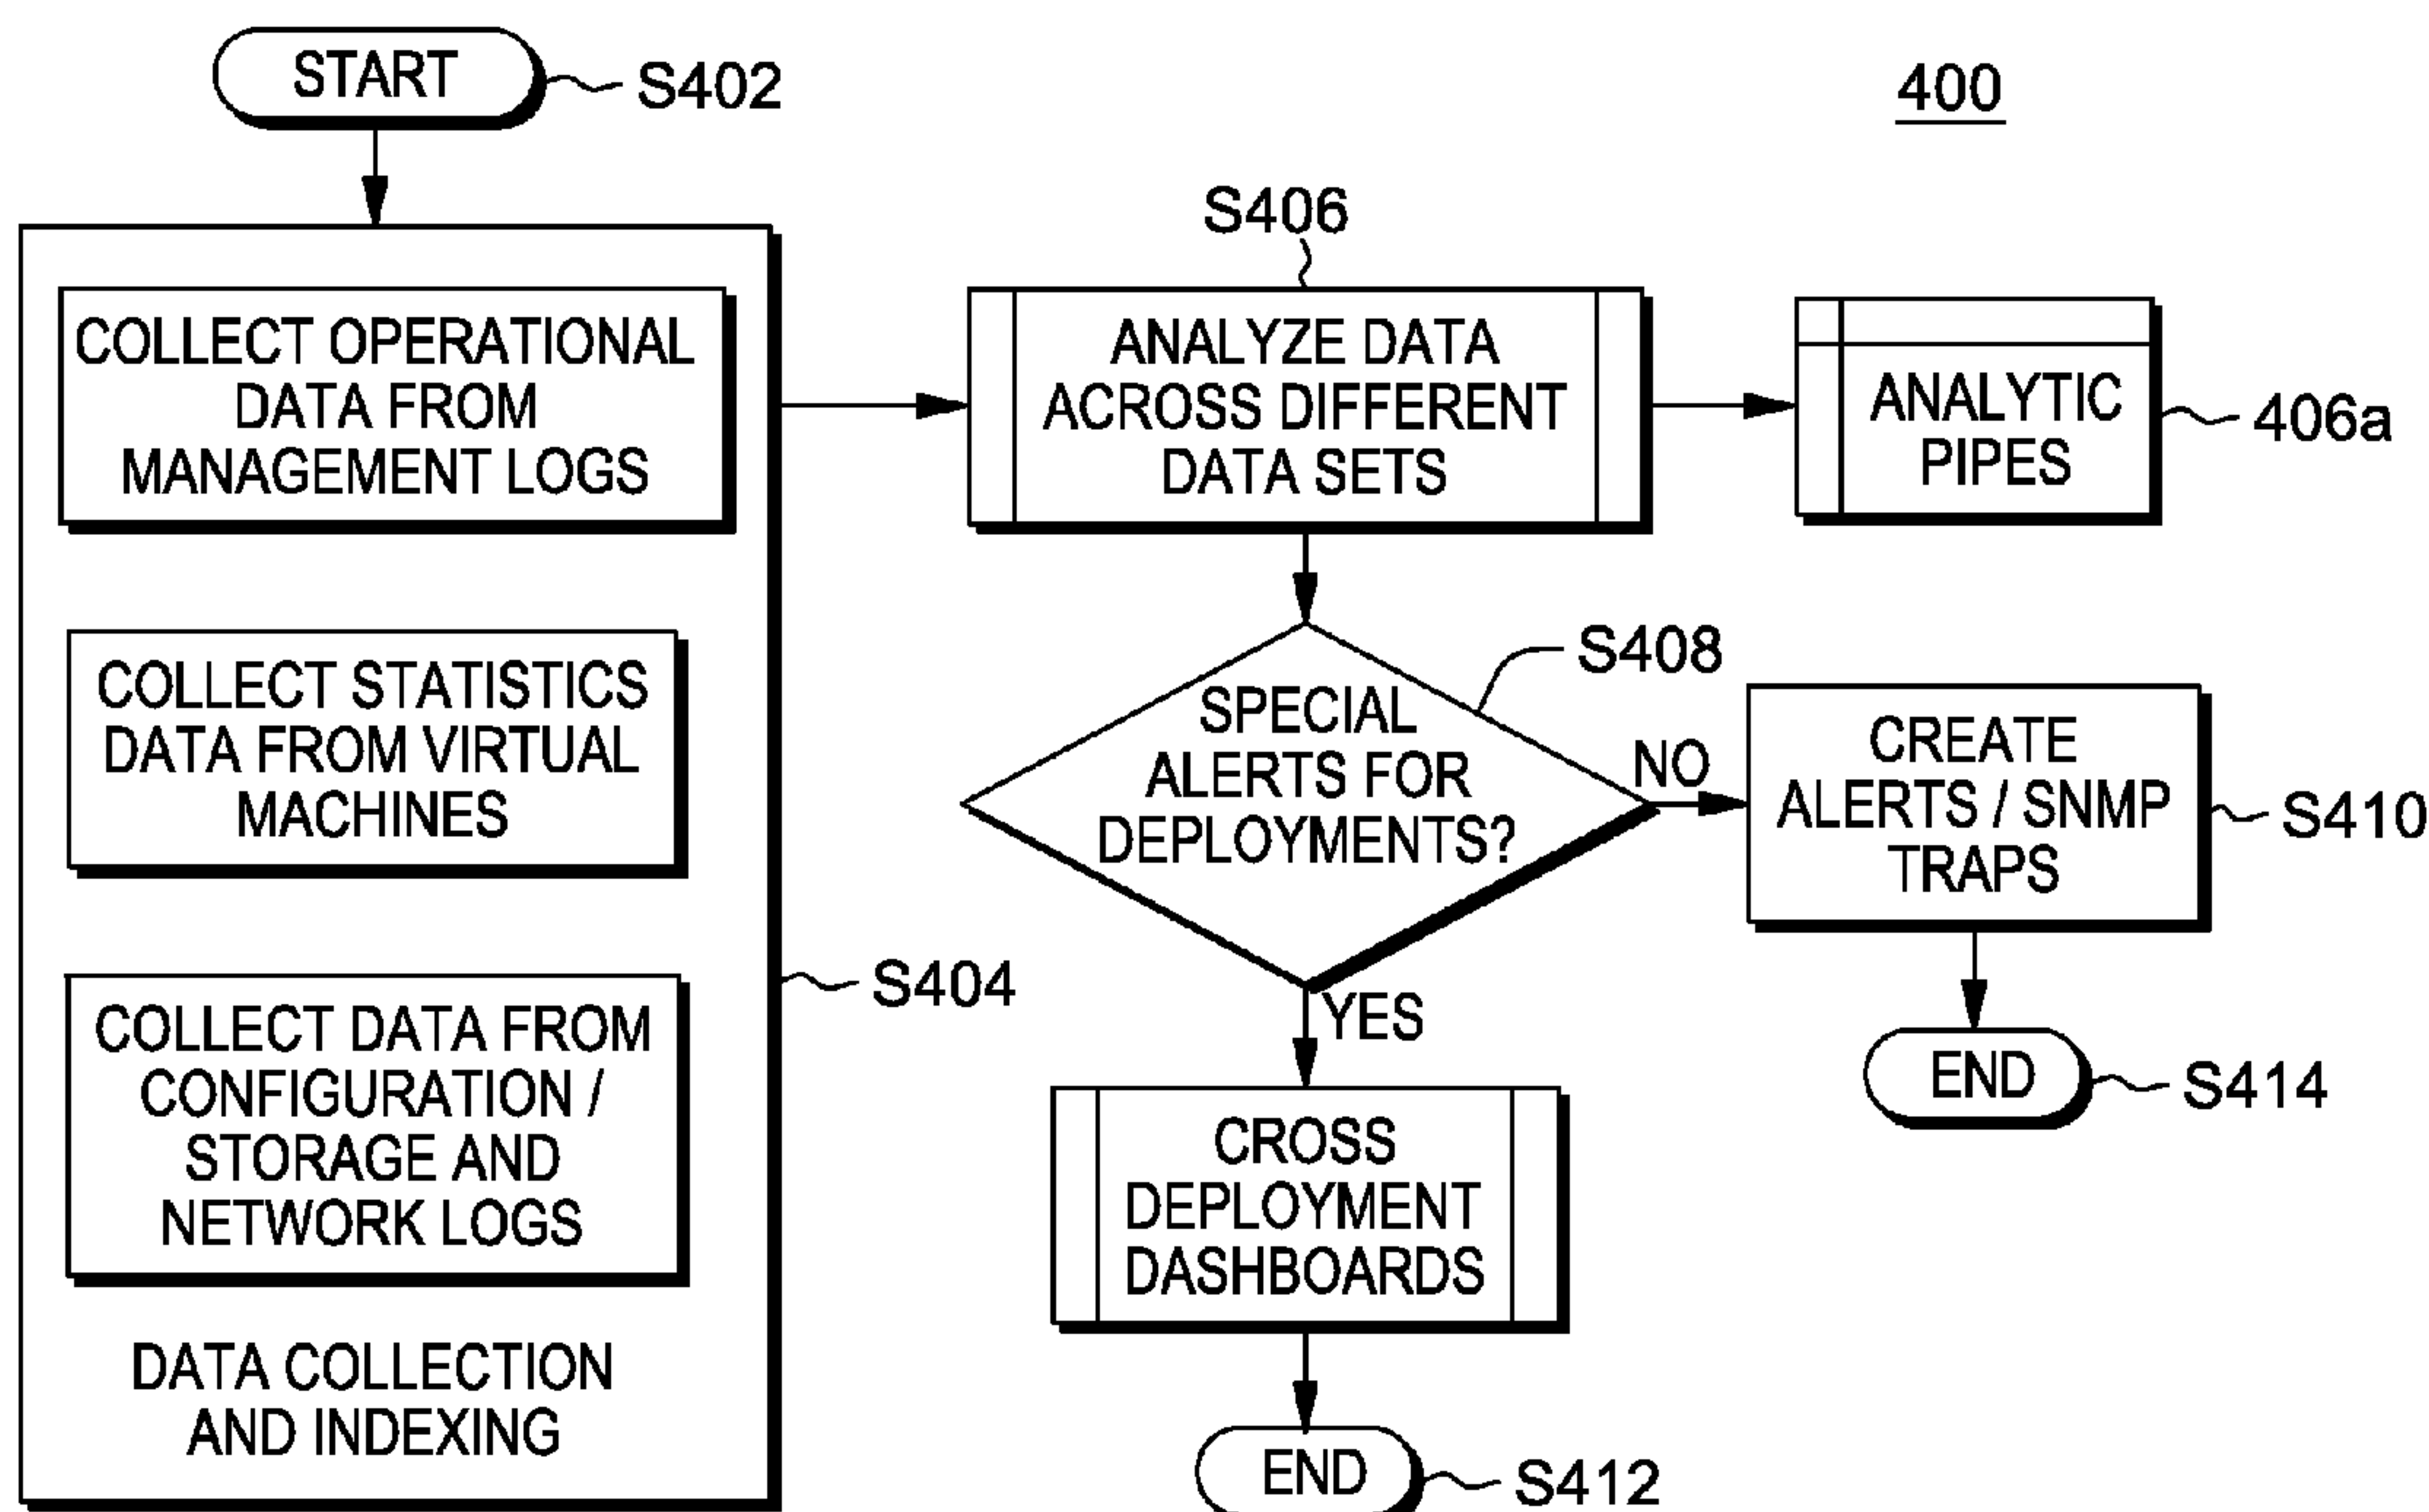 START
S402
400
COLLECT OPERATIONAL
DATA FROM
MANAGEMENT LOGS
COLLECT STATISTICS
DATA FROM VIRTUAL
MACHINES
COLLECT DATA FROM
CONFIGURATION /
STORAGE AND
NETWORK LOGS
DATA COLLECTION
AND INDEXING
S404
S406
ANALYZE DATA
ACROSS DIFFERENT
DATA SETS
ANALYTIC
PIPES
406a
SPECIAL
ALERTS FOR
DEPLOYMENTS?
S408
NO
CREATE
ALERTS / SNMP
TRAPS
S410
END
S414
YES
CROSS
DEPLOYMENT
DASHBOARDS
END
S412